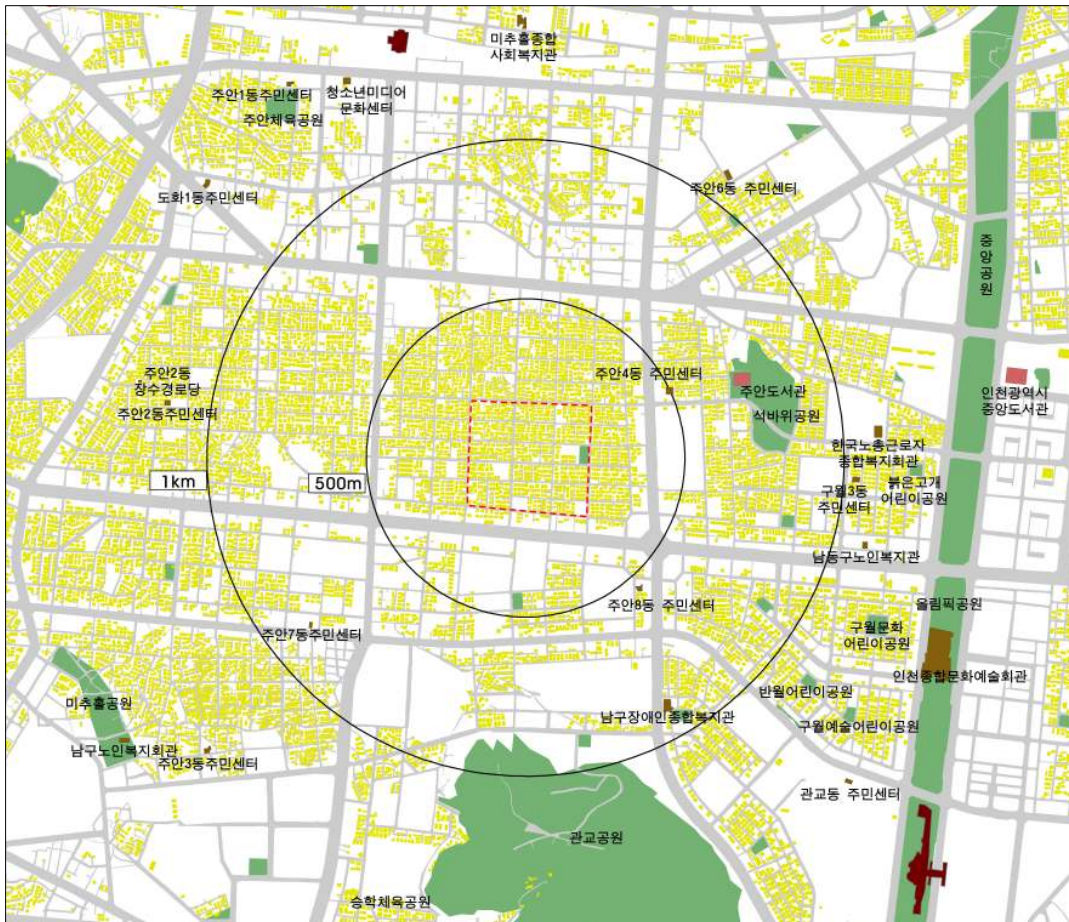 미추홀종합
사회복지관
주안1동주민센터
청소년미디어
문화센터
주안체육공원
도화1동주민센터
주안6동 주민센터
중
앙
공
원
주안2동
장수경로당
주안2동주민센터
주안4동 주민센터
주안도서관
석바위공원
인천광역시
중앙도서관
한국노총근로자
종합복지회관
1km
500m
구월3동
주민센터
붉은고개
어린이공원
남동구노인복지관
주안8동 주민센터
올림픽공원
주안7동주민센터
구월문화
어린이공원
인천종합문화예술회관
미추홀공원
반월어린이공원
남구장애인종합복지관
구월예술어린이공원
남구노인복지회관
주안3동주민센터
관교동 주민센터
관교공원
승학체육공원